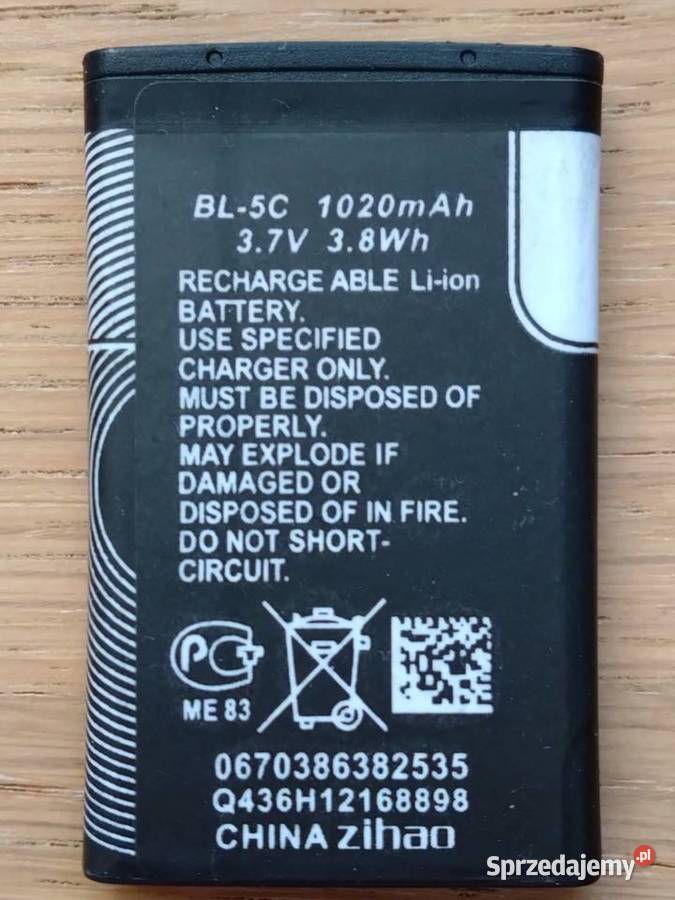 BL-5C 1020mAh
3.7V 3.8Wh
RECHARGE ABLE Li-ion
BATTERY.
USE SPECIFIED
CHARGER ONLY.
MUST BE DISPOSED OF
PROPERLY.
MAY EXPLODE IF
DAMAGED OR
DISPOSED OF IN FIRE.
DO NOT SHORT-
CIRCUIT.
PCT
ME 83
0670386382535
Q436H12168898
CHINA zihao
Sprzedajemy.pl